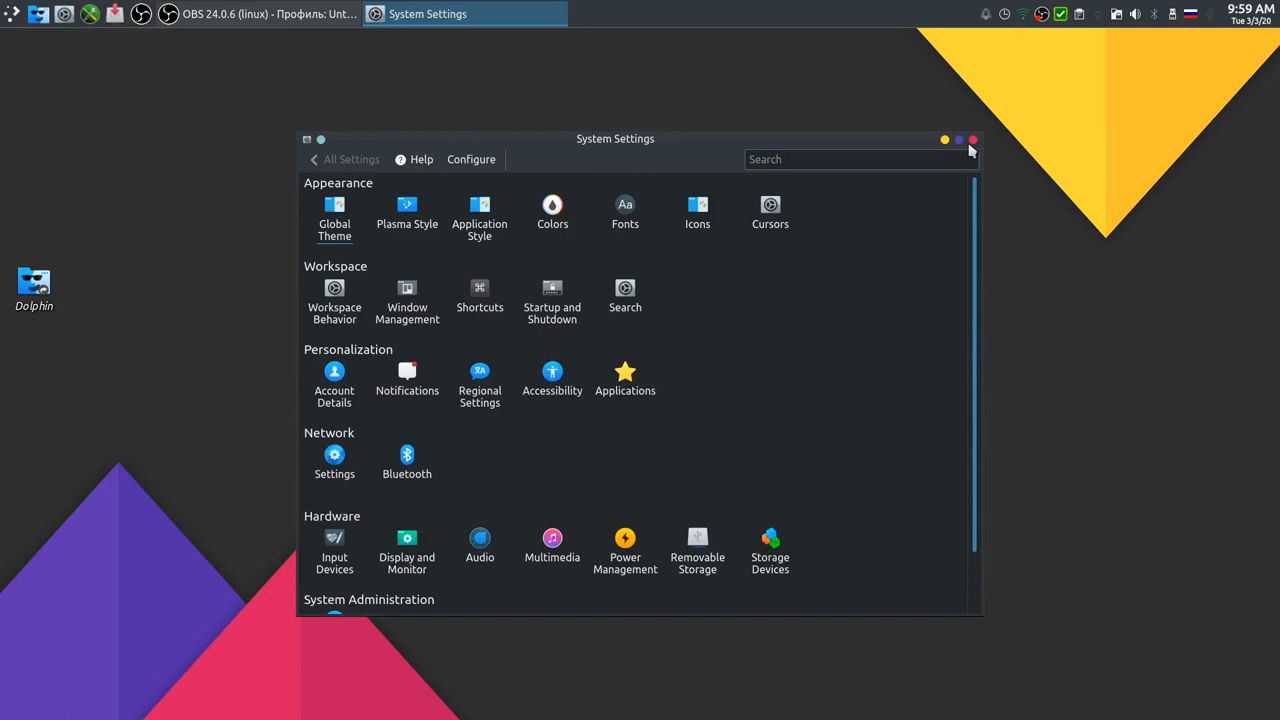 OBS 24.0.6 (linux) - Профиль: Unt...
System Settings
9:59 AM
Tue 3/3/20
System Settings
All Settings
Help
Configure
Search
Appearance
Global
Theme
Plasma Style
Application
Style
Colors
Fonts
Icons
Cursors
Workspace
Workspace
Behavior
Window
Management
Shortcuts
Startup and
Shutdown
Search
Dolphin
Personalization
Account
Details
Notifications
Regional
Settings
Accessibility
Applications
Network
Settings
Bluetooth
Hardware
Input
Devices
Display and
Monitor
Audio
Multimedia
Power
Management
Removable
Storage
Storage
Devices
System Administration